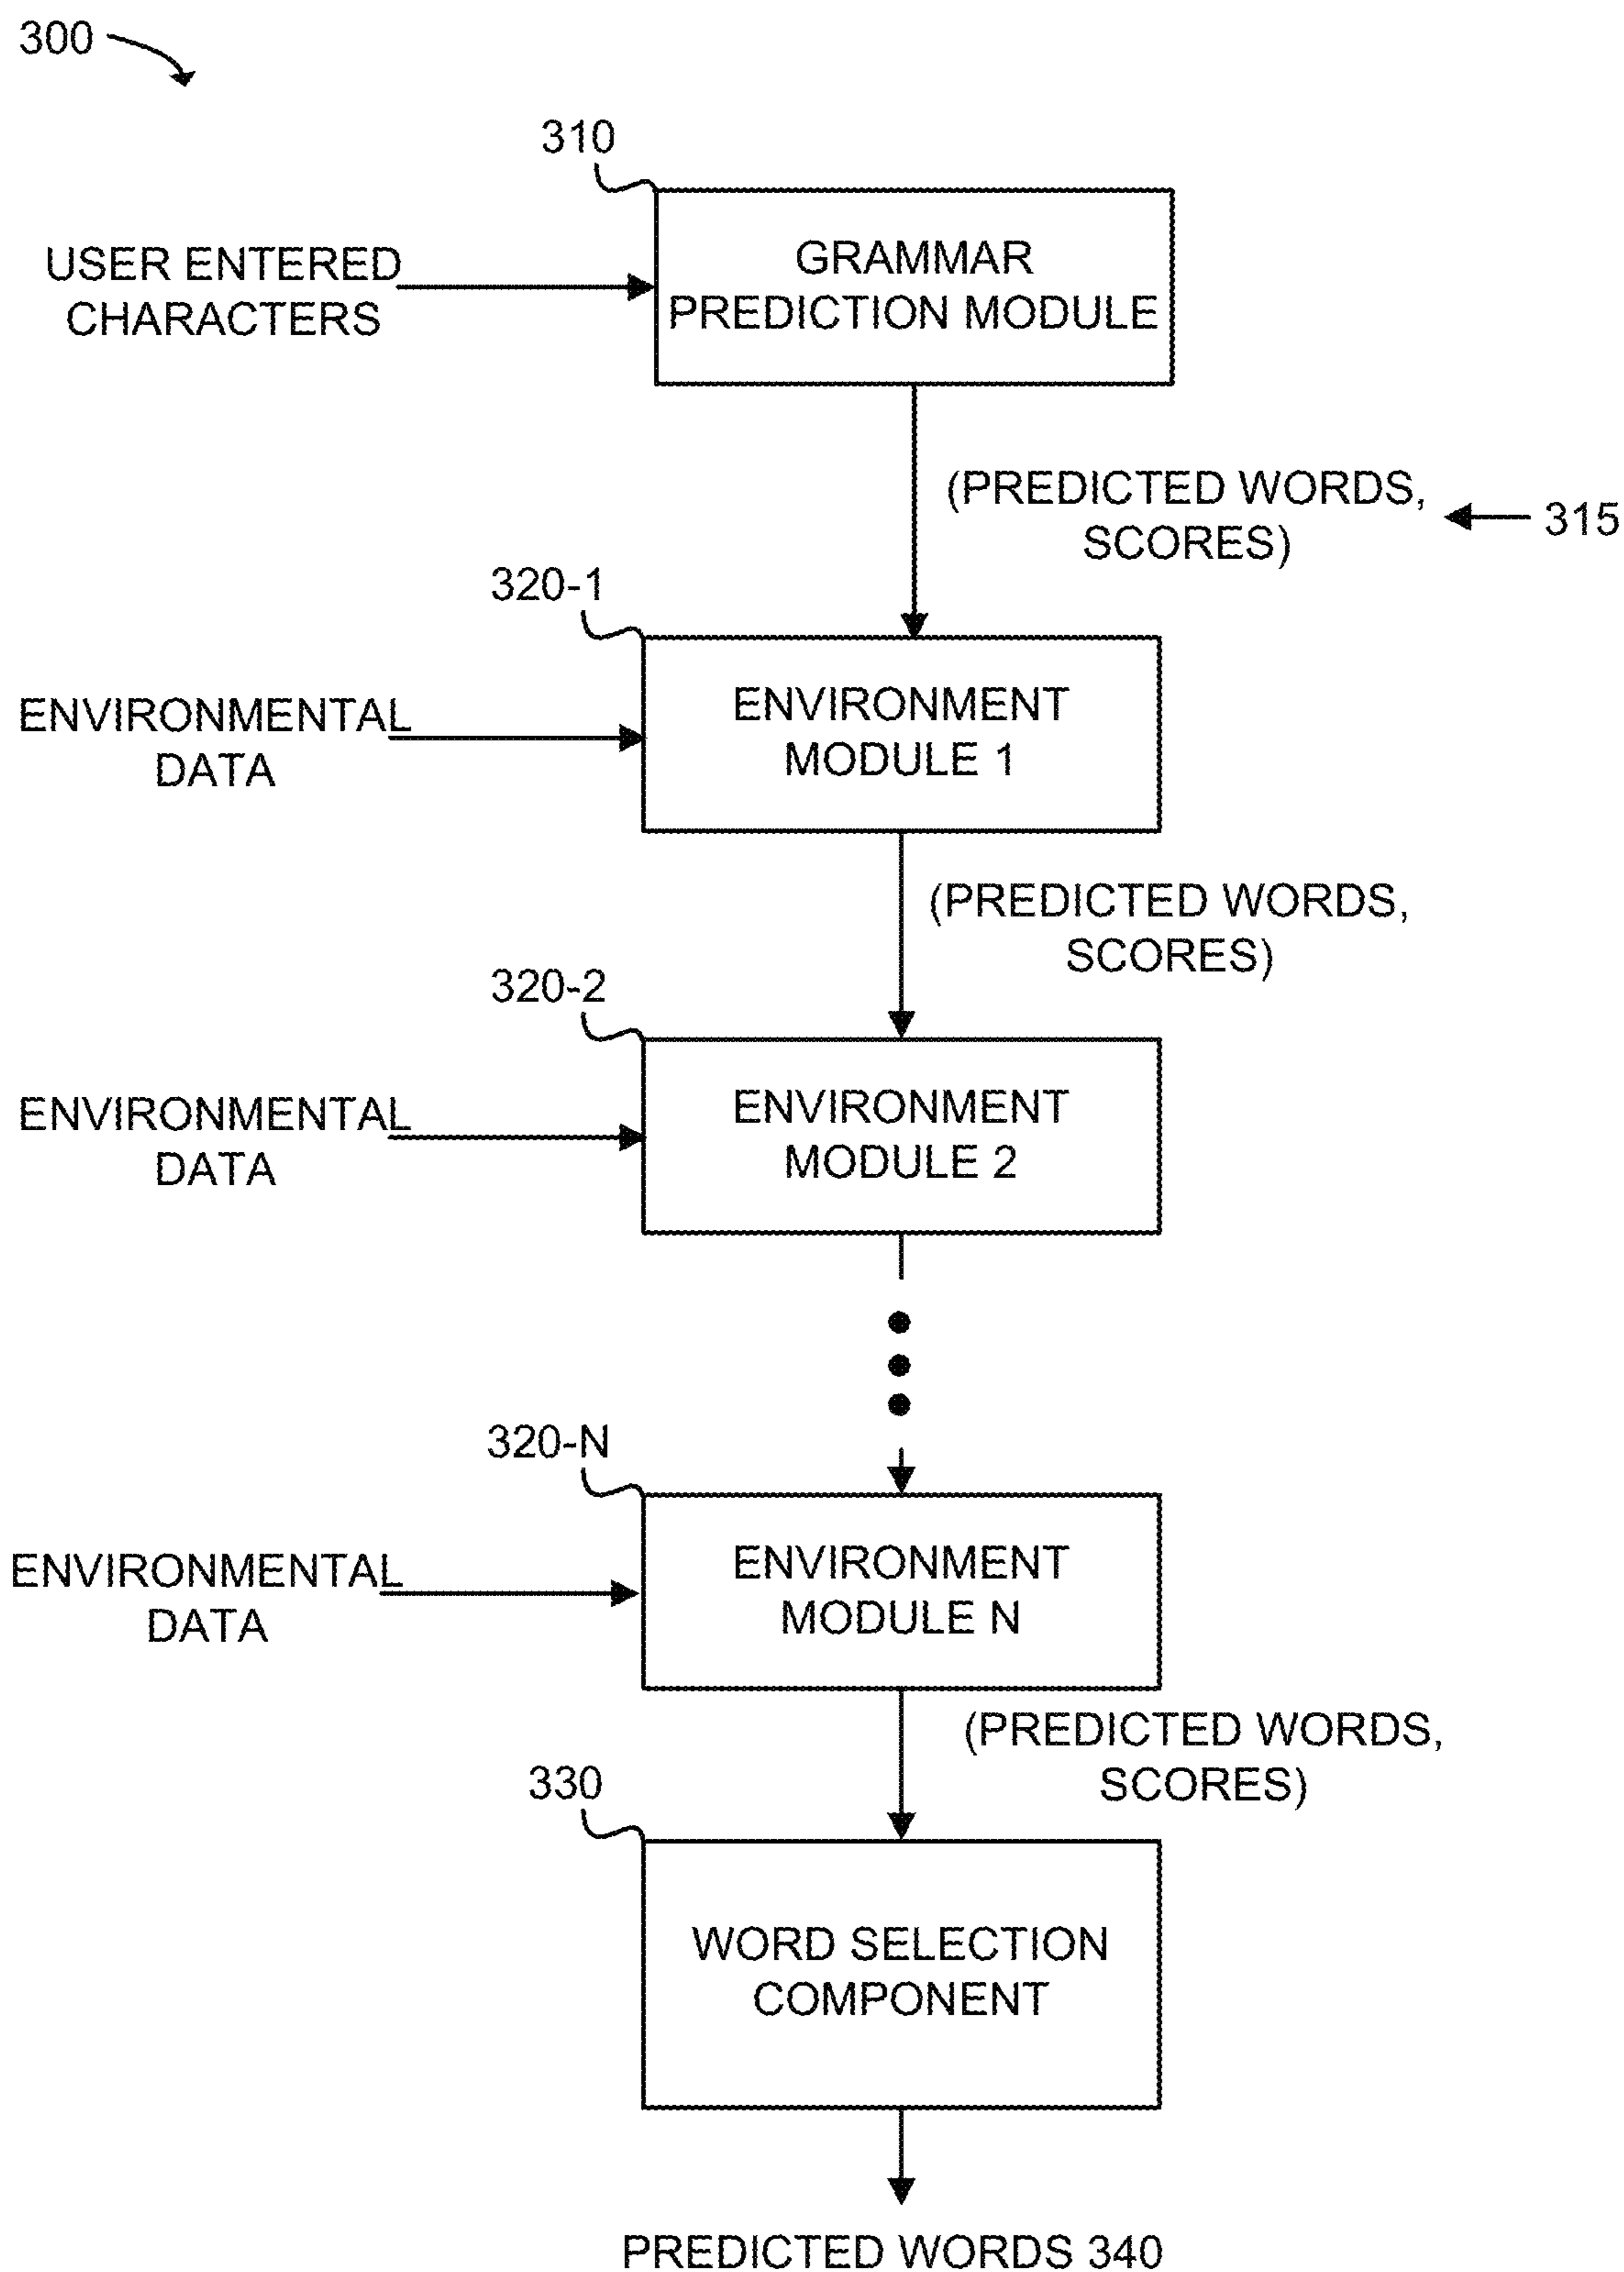 300
310
USER ENTERED
CHARACTERS
GRAMMAR
PREDICTION MODULE
(PREDICTED WORDS,
SCORES)
315
320-1
ENVIRONMENTAL
DATA
ENVIRONMENT
MODULE 1
(PREDICTED WORDS,
SCORES)
320-2
ENVIRONMENTAL
DATA
ENVIRONMENT
MODULE 2
320-N
ENVIRONMENTAL
DATA
ENVIRONMENT
MODULE N
(PREDICTED WORDS,
SCORES)
330
WORD SELECTION
COMPONENT
PREDICTED WORDS 340